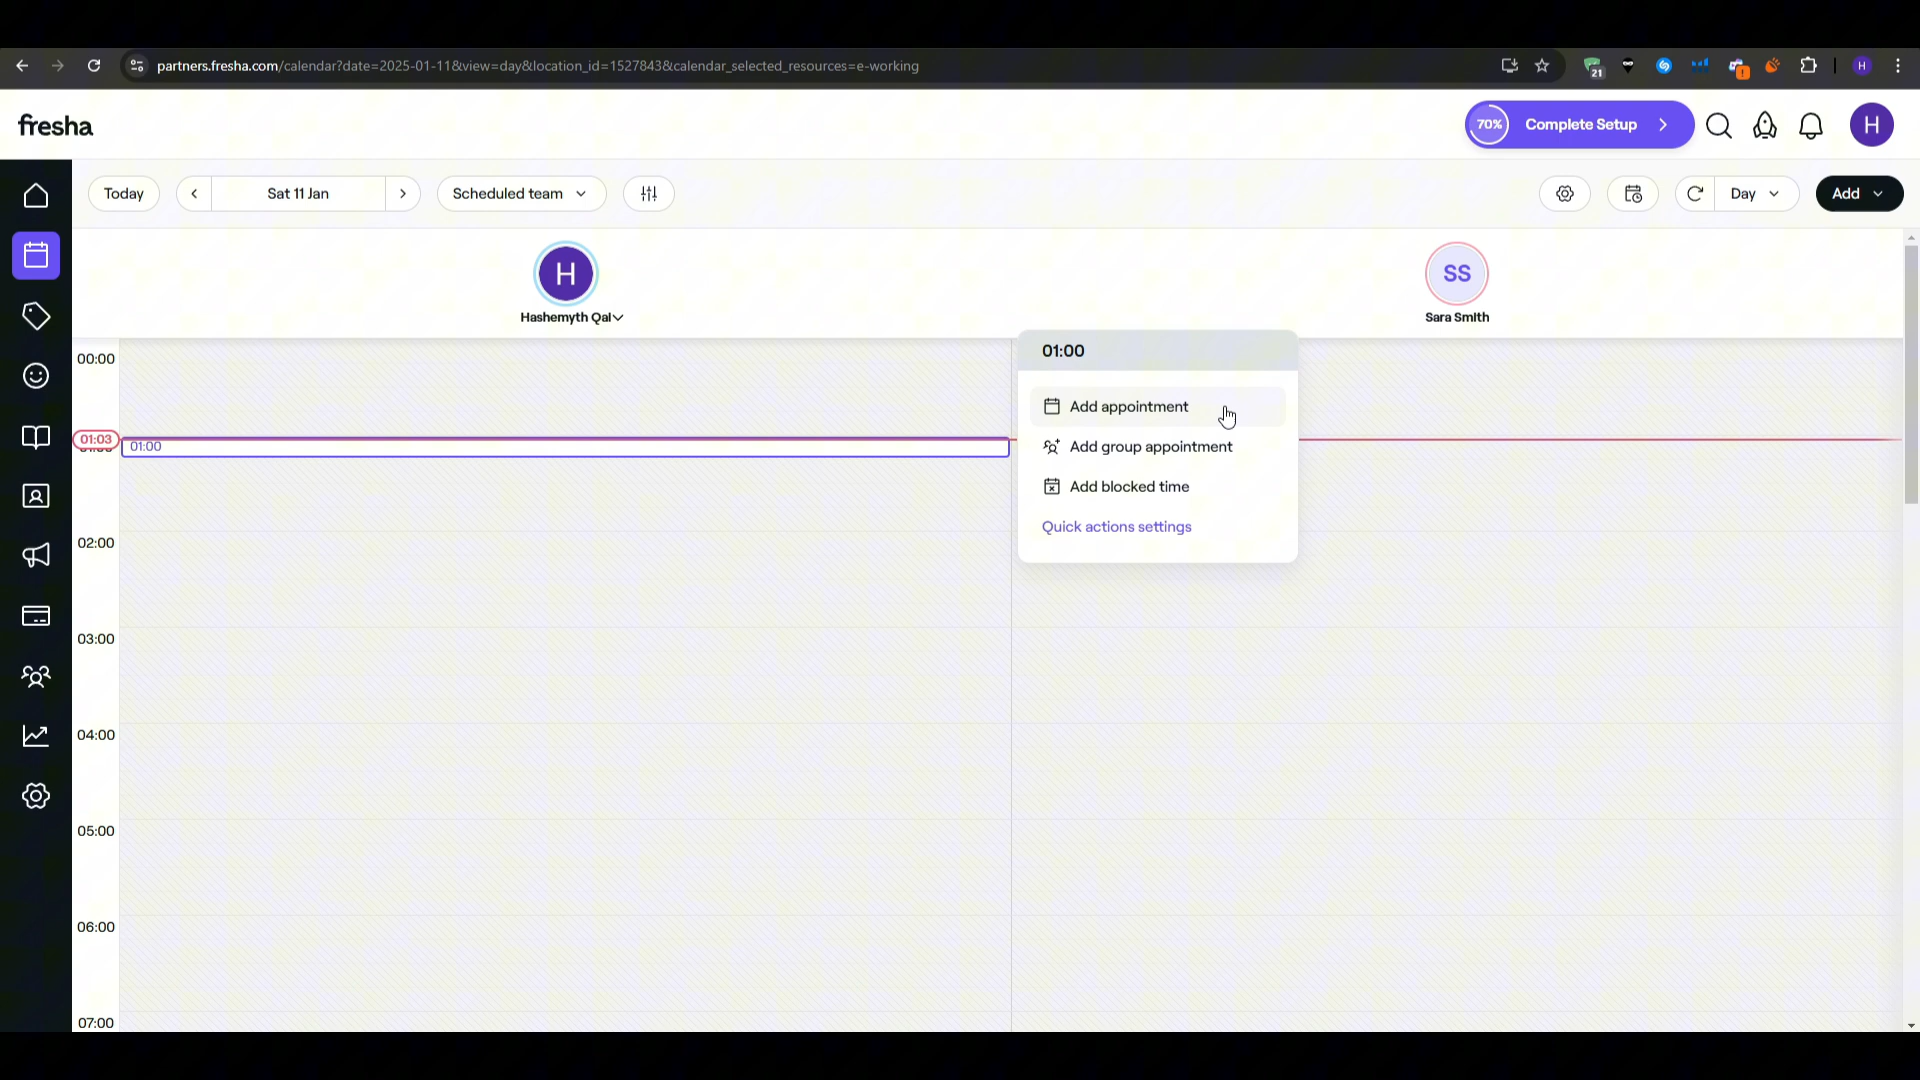 partners.fresha.com/calendar?date=2025-01-11&view=day&location_id=1527843&calendar_selected_resources=e-working
21
H
fresha
70% Complete Setup
H
Today
Sat 11 Jan
Scheduled team
Day
Add
H
Hashemyth Qal
SS
Sara Smith
00:00
01:00
Add appointment
01:03
01:00
Add group appointment
Add blocked time
Quick actions settings
02:00
03:00
04:00
05:00
06:00
07:00